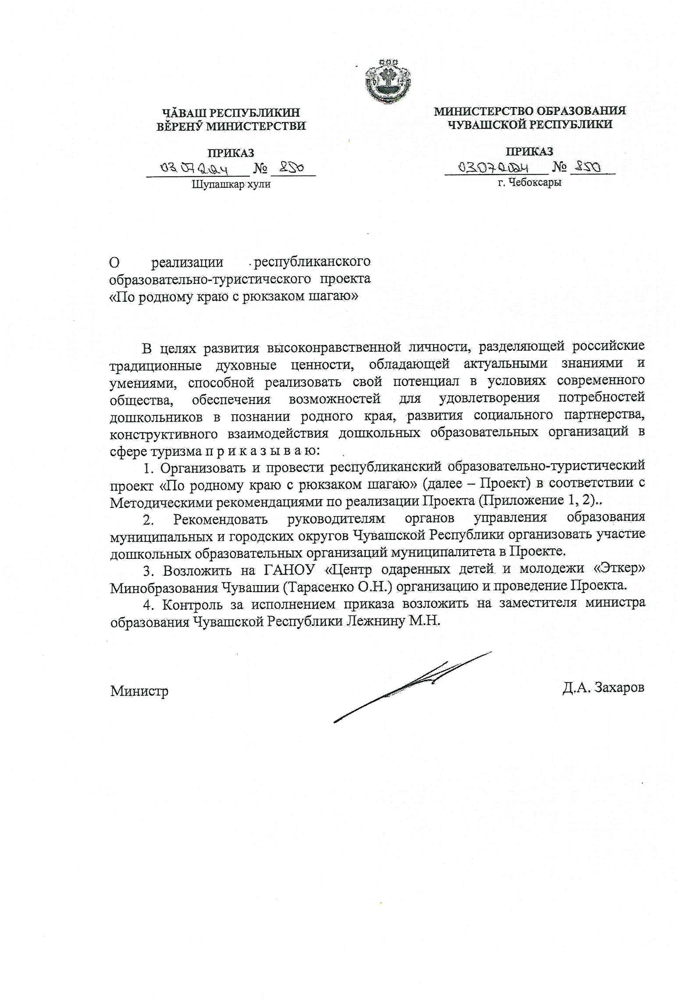 ЧĂВАШ РЕСПУБЛИКИН
ВĚРЕНӲ МИНИСТЕРСТВИ
ПРИКАЗ
03.07.2024 № 850
Шупашкар хули
МИНИСТЕРСТВО ОБРАЗОВАНИЯ
ЧУВАШСКОЙ РЕСПУБЛИКИ
ПРИКАЗ
03.07.2024 № 850
г. Чебоксары
О реализации республиканского
образовательно-туристического проекта
«По родному краю с рюкзаком шагаю»
В целях развития высоконравственной личности, разделяющей российские
традиционные духовные ценности, обладающей актуальными знаниями и
умениями, способной реализовать свой потенциал в условиях современного
общества, обеспечения возможностей для удовлетворения потребностей
дошкольников в познании родного края, развития социального партнерства,
конструктивного взаимодействия дошкольных образовательных организаций в
сфере туризма п р и к а з ы в а ю:
1. Организовать и провести республиканский образовательно-туристический
проект «По родному краю с рюкзаком шагаю» (далее – Проект) в соответствии с
Методическими рекомендациями по реализации Проекта (Приложение 1, 2)..
2. Рекомендовать руководителям органов управления образования
муниципальных и городских округов Чувашской Республики организовать участие
дошкольных образовательных организаций муниципалитета в Проекте.
3. Возложить на ГАНОУ «Центр одаренных детей и молодежи «Эткер»
Минобразования Чувашии (Тарасенко О.Н.) организацию и проведение Проекта.
4. Контроль за исполнением приказа возложить на заместителя министра
образования Чувашской Республики Лежнину М.Н.
Министр
Д.А. Захаров